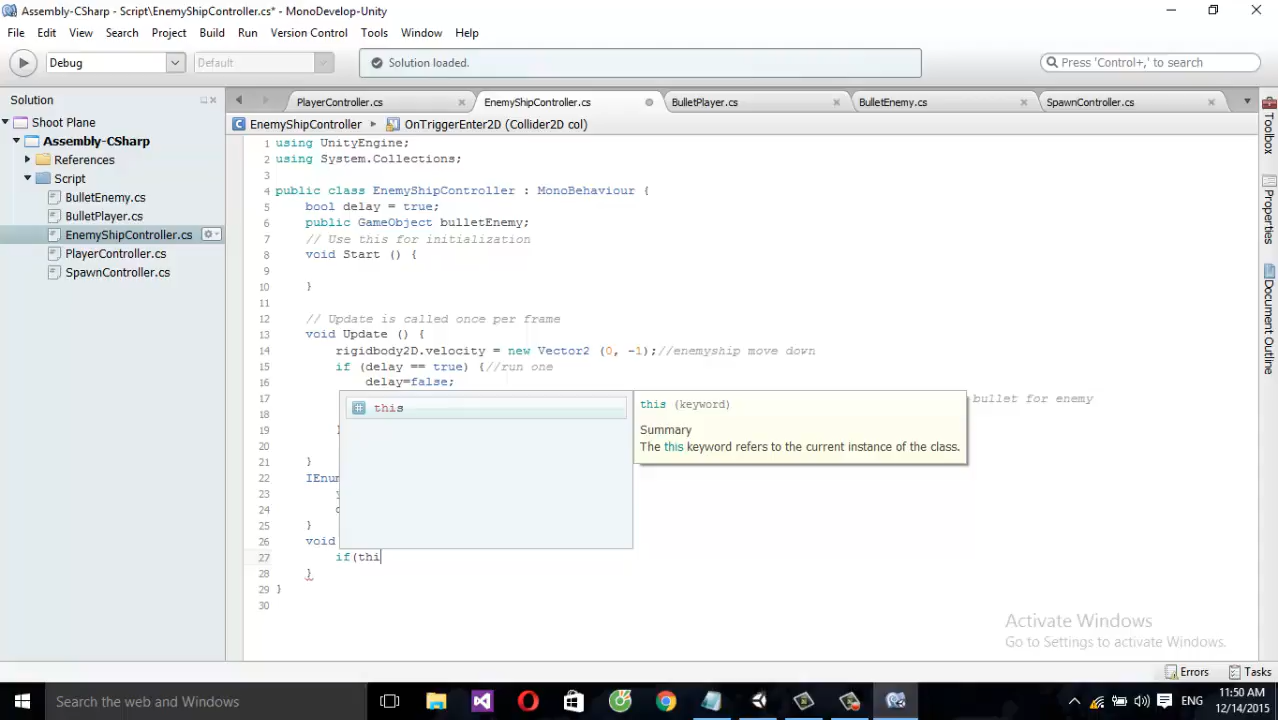 Assembly-CSharp - Script\EnemyShipController.cs* - MonoDevelop-Unity
File Edit View Search Project Build Run Version Control Tools Window Help
Debug Default Solution loaded. Press 'Control+,' to search
Solution
Shoot Plane
Assembly-CSharp
References
Script
BulletEnemy.cs
BulletPlayer.cs
EnemyShipController.cs
PlayerController.cs
SpawnController.cs
PlayerController.cs EnemyShipController.cs BulletPlayer.cs BulletEnemy.cs SpawnController.cs
EnemyShipController OnTriggerEnter2D (Collider2D col)
1 using UnityEngine;
2 using System.Collections;
3
4 public class EnemyShipController : MonoBehaviour {
5 bool delay = true;
6 public GameObject bulletEnemy;
7 // Use this for initialization
8 void Start () {
9
10 }
11
12 // Update is called once per frame
13 void Update () {
14 rigidbody2D.velocity = new Vector2 (0, -1);//enemyship move down
15 if (delay == true) {//run one
16 delay=false;
17 bullet for enemy
18
19
20
21 }
22 IEnum
23
24
25 }
26 void
27 if(thi
28 }
29 }
30
this
this (keyword)
Summary
The this keyword refers to the current instance of the class.
Toolbox
Properties
Document Outline
Activate Windows
Go to Settings to activate Windows.
Errors Tasks
Search the web and Windows
ENG
11:50 AM
12/14/2015